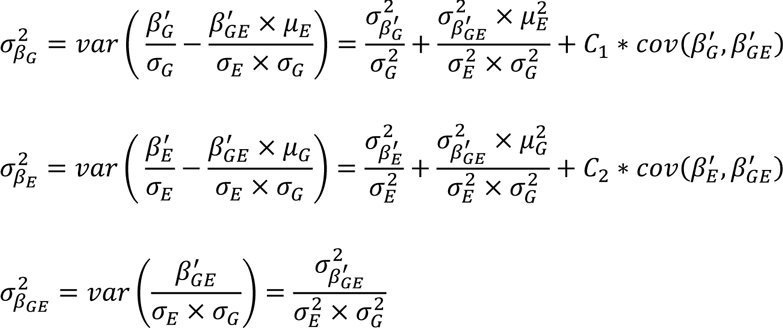 σ²_{β_G} = var(β′_G/σ_G − (β′_{GE} × μ_E)/(σ_E × σ_G)) = σ²_{β′_G}/σ²_G + (σ²_{β′_{GE}} × μ²_E)/(σ²_E × σ²_G) + C₁ * cov(β′_G, β′_{GE})
σ²_{β_E} = var(β′_E/σ_E − (β′_{GE} × μ_G)/(σ_E × σ_G)) = σ²_{β′_E}/σ²_E + (σ²_{β′_{GE}} × μ²_G)/(σ²_E × σ²_G) + C₂ * cov(β′_E, β′_{GE})
σ²_{β_{GE}} = var(β′_{GE}/(σ_E × σ_G)) = σ²_{β′_{GE}}/(σ²_E × σ²_G)